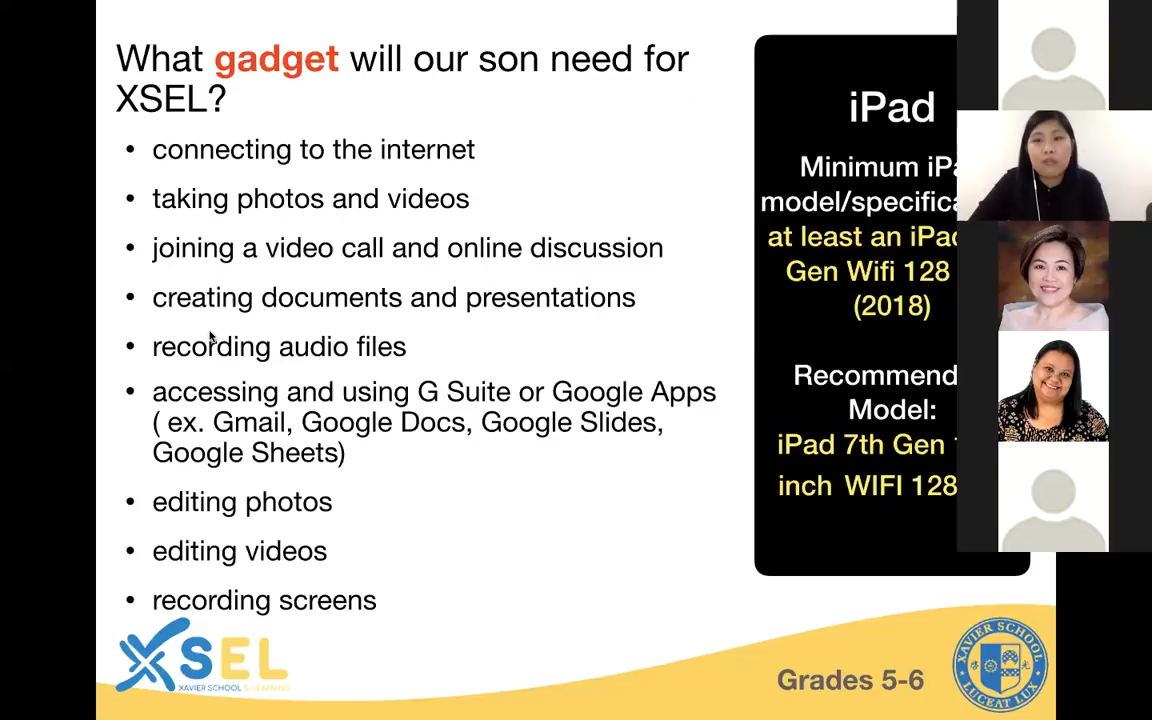 What gadget will our son need for
XSEL?
• connecting to the internet
• taking photos and videos
• joining a video call and online discussion
• creating documents and presentations
• recording audio files
• accessing and using G Suite or Google Apps
( ex. Gmail, Google Docs, Google Slides,
Google Sheets)
• editing photos
• editing videos
• recording screens
iPad
Minimum
model/
at least an
Gen Wifi 128
(2018)
Model:
iPad 7th Gen
inch WIFI 128
XSEL
XAVIER SCHOOL E-LEARNING
Grades 5-6
XAVIER SCHOOL
LUCEAT LUX